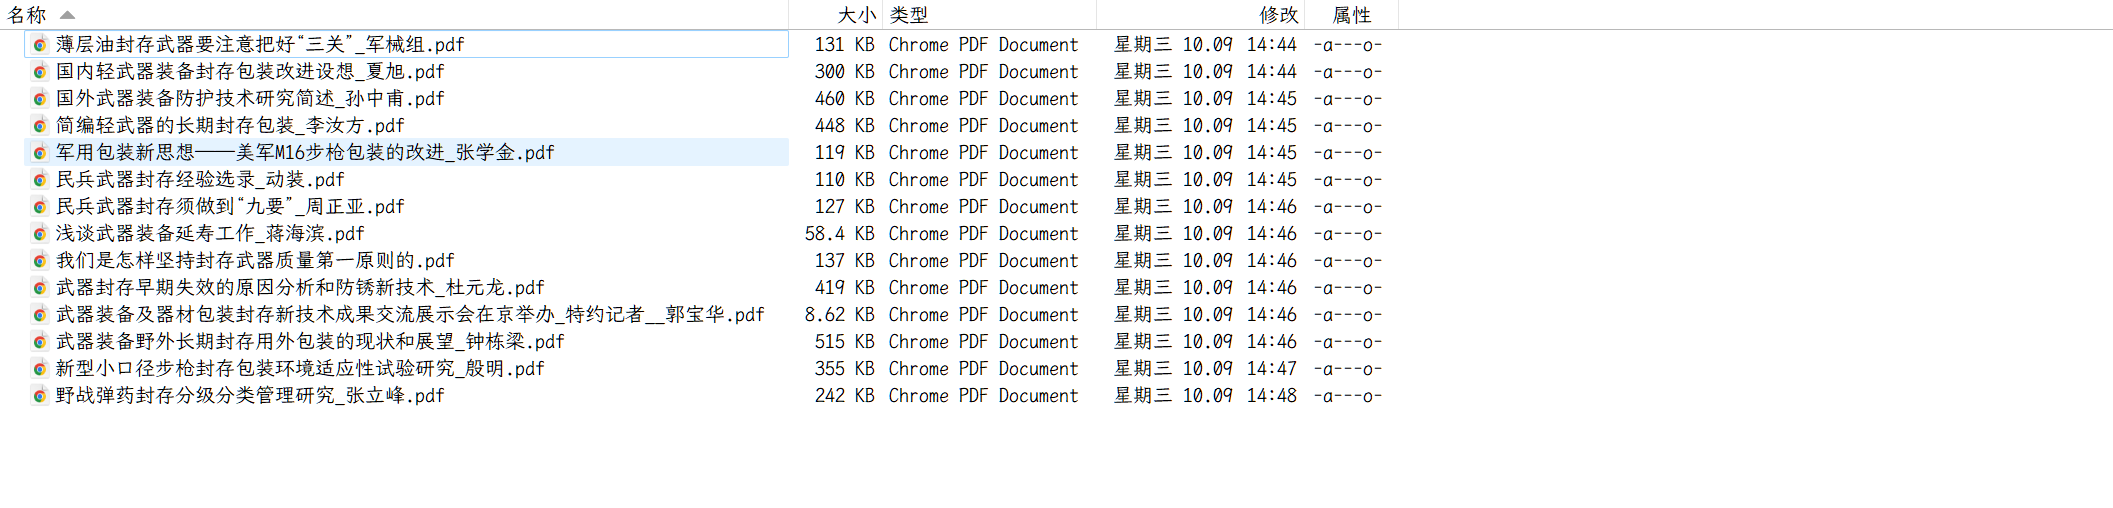 名称 大小 类型 修改 属性
薄层油封存武器要注意把好“三关”_军械组.pdf 131 KB Chrome PDF Document 星期三 10.09 14:44 -a---o-
国内轻武器装备封存包装改进设想_夏旭.pdf 300 KB Chrome PDF Document 星期三 10.09 14:44 -a---o-
国外武器装备防护技术研究简述_孙中甫.pdf 460 KB Chrome PDF Document 星期三 10.09 14:45 -a---o-
简编轻武器的长期封存包装_李汝方.pdf 448 KB Chrome PDF Document 星期三 10.09 14:45 -a---o-
军用包装新思想——美军M16步枪包装的改进_张学金.pdf 119 KB Chrome PDF Document 星期三 10.09 14:45 -a---o-
民兵武器封存经验选录_动装.pdf 110 KB Chrome PDF Document 星期三 10.09 14:45 -a---o-
民兵武器封存须做到“九要”_周正亚.pdf 127 KB Chrome PDF Document 星期三 10.09 14:46 -a---o-
浅谈武器装备延寿工作_蒋海滨.pdf 58.4 KB Chrome PDF Document 星期三 10.09 14:46 -a---o-
我们是怎样坚持封存武器质量第一原则的.pdf 137 KB Chrome PDF Document 星期三 10.09 14:46 -a---o-
武器封存早期失效的原因分析和防锈新技术_杜元龙.pdf 419 KB Chrome PDF Document 星期三 10.09 14:46 -a---o-
武器装备及器材包装封存新技术成果交流展示会在京举办_特约记者__郭宝华.pdf 8.62 KB Chrome PDF Document 星期三 10.09 14:46 -a---o-
武器装备野外长期封存用外包装的现状和展望_钟栋梁.pdf 515 KB Chrome PDF Document 星期三 10.09 14:46 -a---o-
新型小口径步枪封存包装环境适应性试验研究_殷明.pdf 355 KB Chrome PDF Document 星期三 10.09 14:47 -a---o-
野战弹药封存分级分类管理研究_张立峰.pdf 242 KB Chrome PDF Document 星期三 10.09 14:48 -a---o-